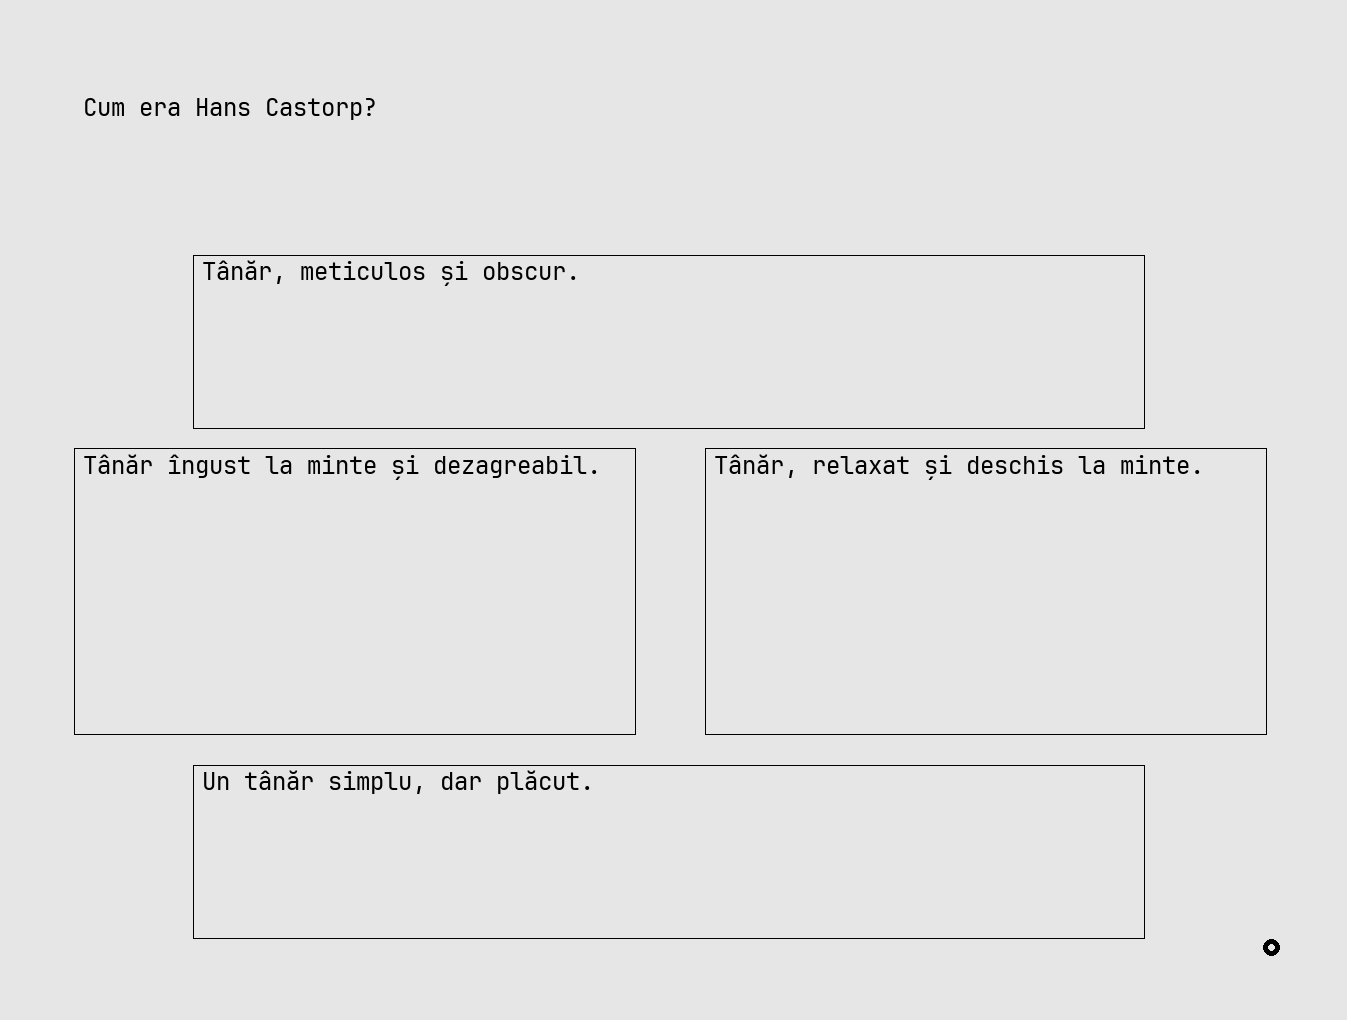 Cum era Hans Castorp?
Tânăr, meticulos și obscur.
Tânăr îngust la minte și dezagreabil.
Tânăr, relaxat și deschis la minte.
Un tânăr simplu, dar plăcut.